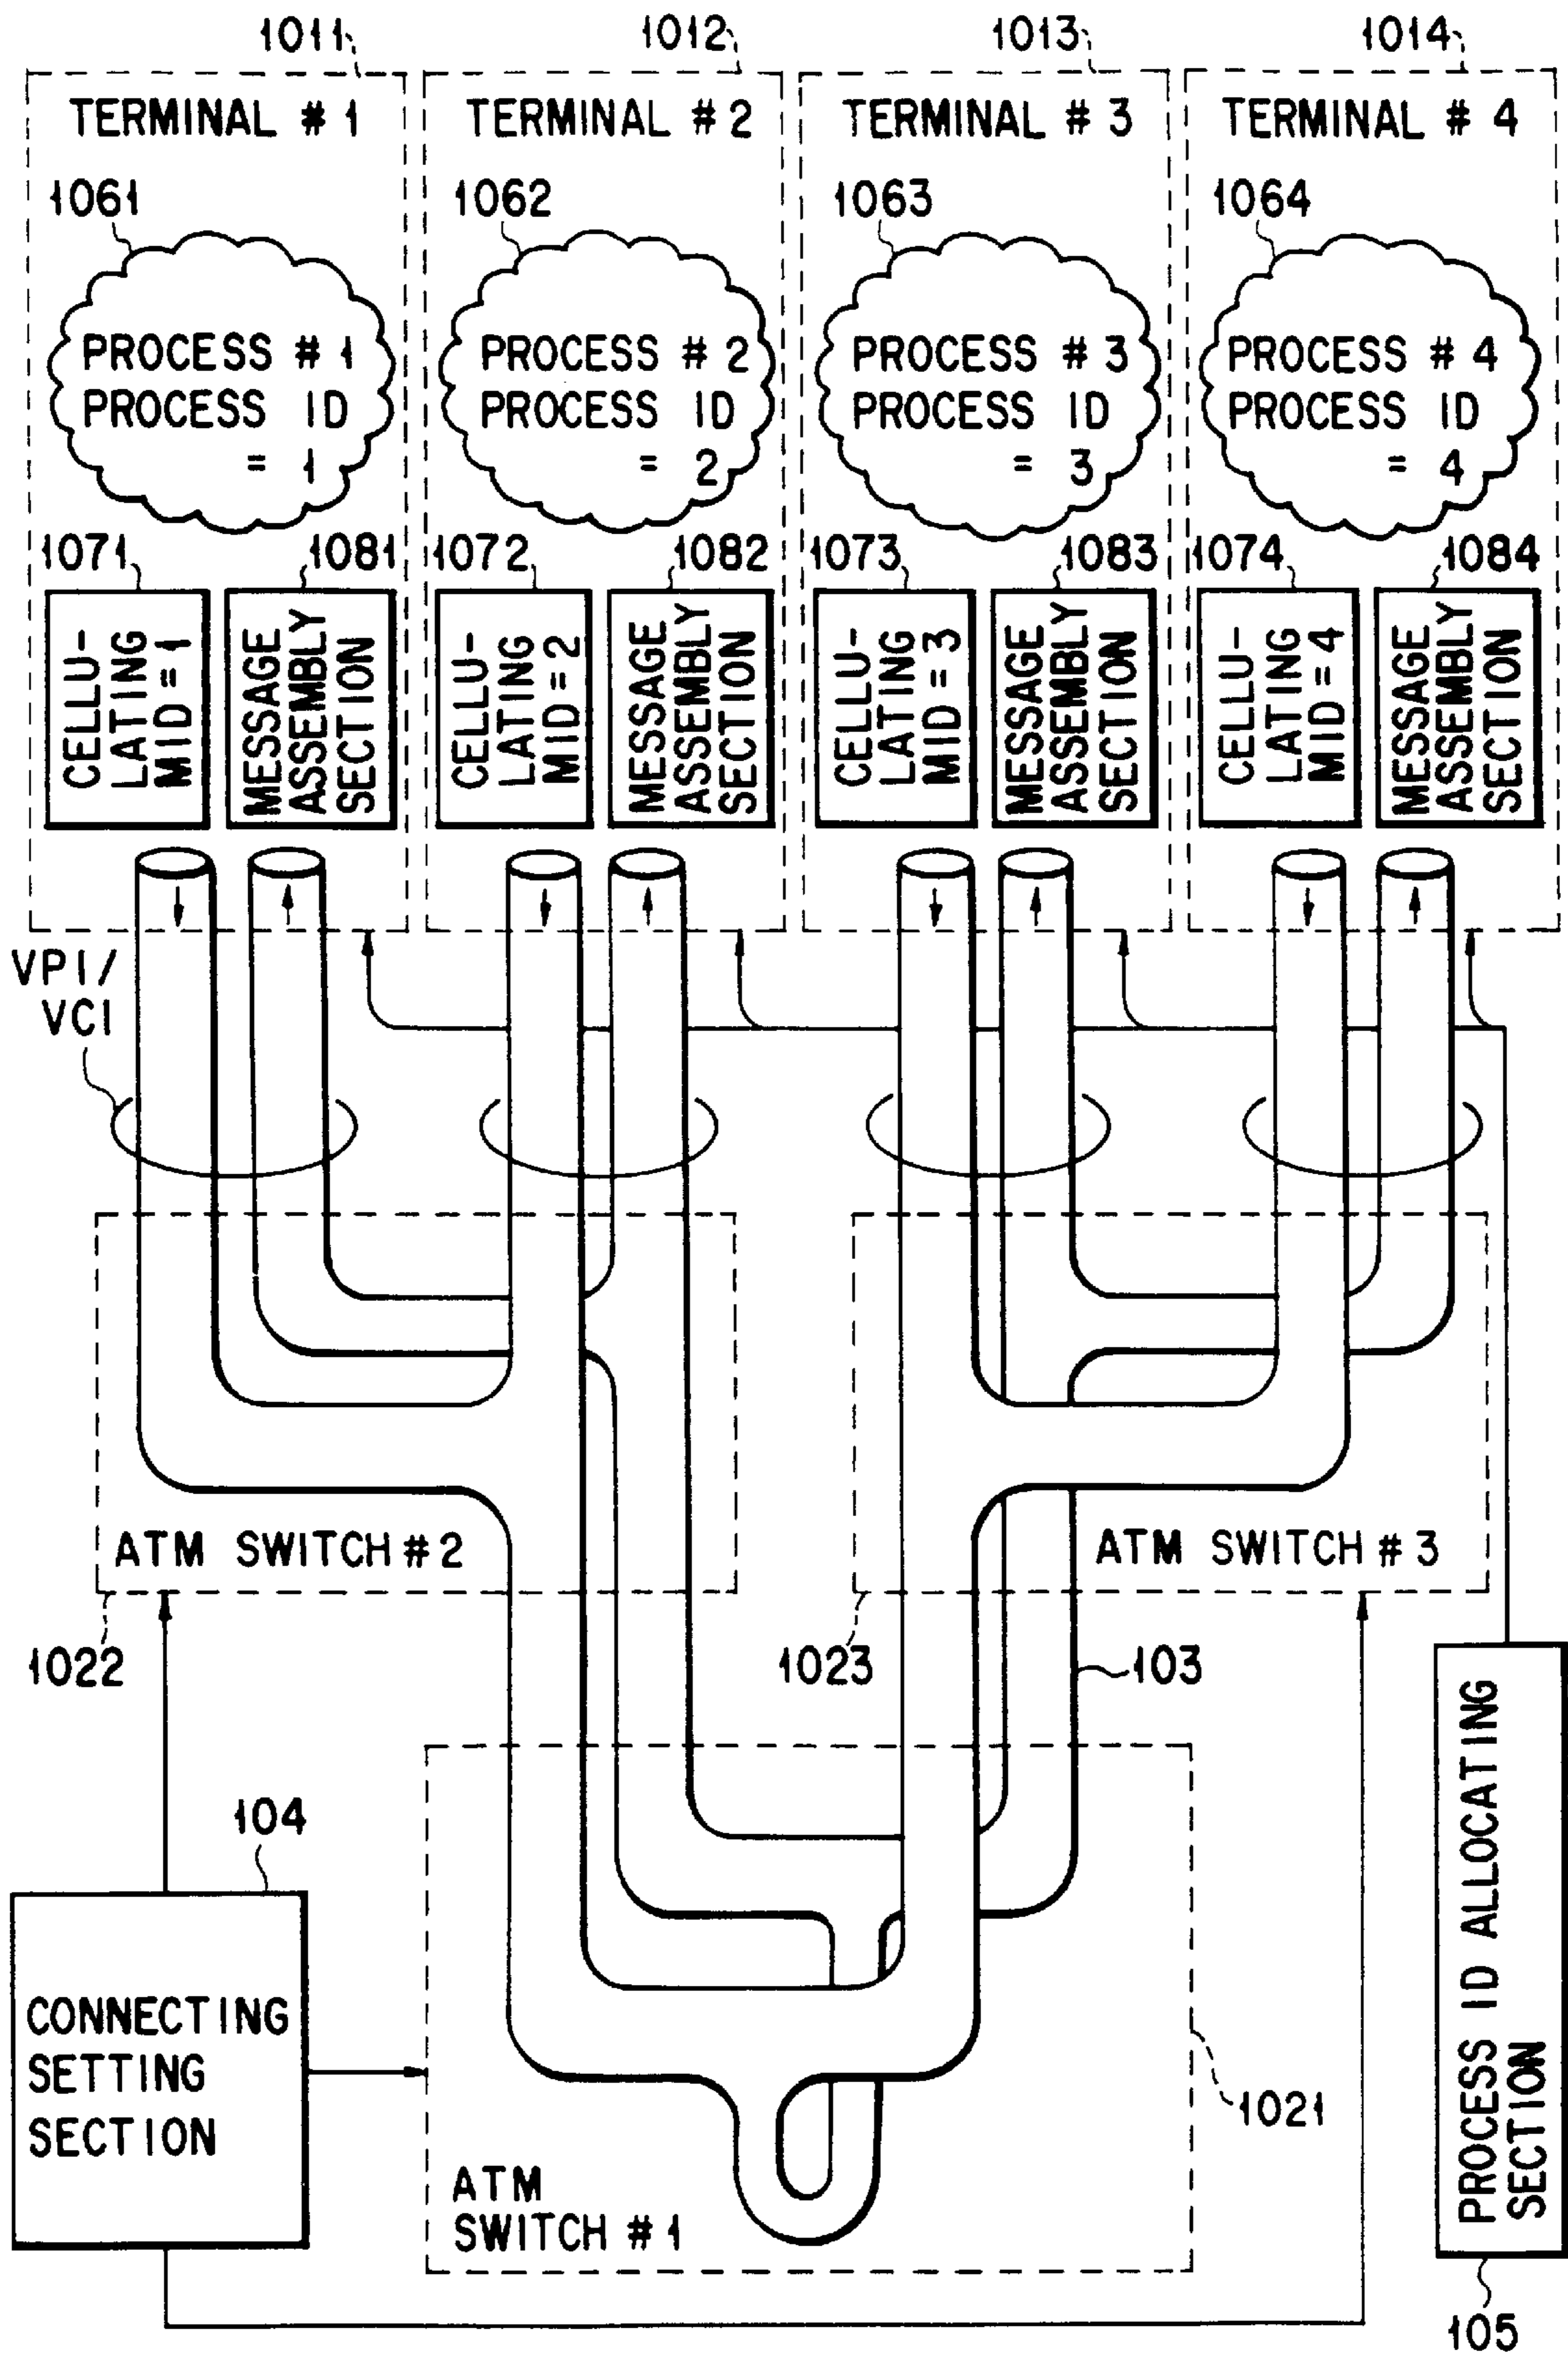 1011
1012
1013
1014
TERMINAL # 1
TERMINAL # 2
TERMINAL # 3
TERMINAL # 4
1061
1062
1063
1064
PROCESS # 1
PROCESS ID
= 1
PROCESS # 2
PROCESS ID
= 2
PROCESS # 3
PROCESS ID
= 3
PROCESS # 4
PROCESS ID
= 4
1071
1081
1072
1082
1073
1083
1074
1084
CELLU-
LATING
MID = 1
MESSAGE
ASSEMBLY
SECTION
CELLU-
LATING
MID = 2
MESSAGE
ASSEMBLY
SECTION
CELLU-
LATING
MID = 3
MESSAGE
ASSEMBLY
SECTION
CELLU-
LATING
MID = 4
MESSAGE
ASSEMBLY
SECTION
VPI/
VCI
ATM SWITCH # 2
ATM SWITCH # 3
1022
1023
103
104
CONNECTING
SETTING
SECTION
PROCESS ID ALLOCATING
SECTION
1021
ATM
SWITCH # 1
105